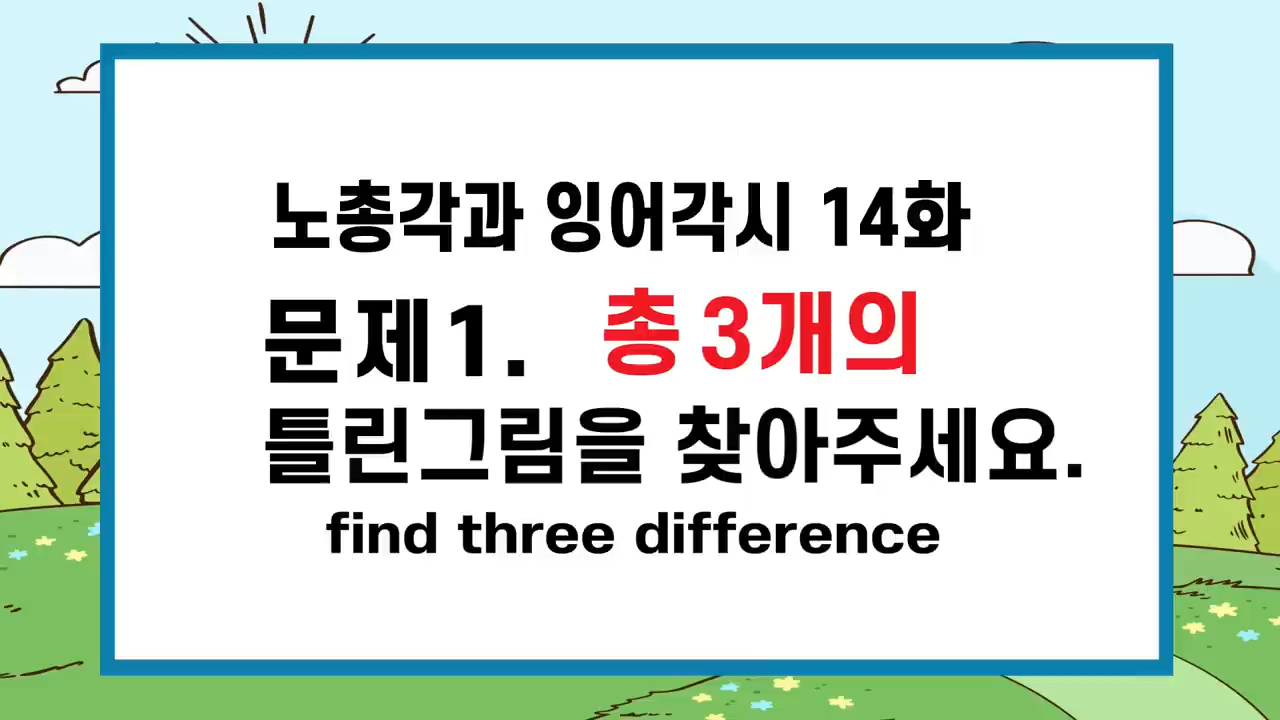 노총각과 잉어각시 14화
문제1. 총3개의
틀린그림을 찾아주세요.
find three difference